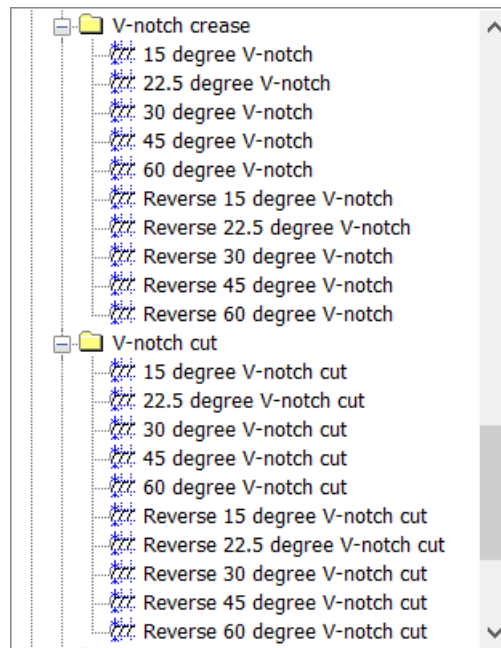 V-notch crease
15 degree V-notch
22.5 degree V-notch
30 degree V-notch
45 degree V-notch
60 degree V-notch
Reverse 15 degree V-notch
Reverse 22.5 degree V-notch
Reverse 30 degree V-notch
Reverse 45 degree V-notch
Reverse 60 degree V-notch
V-notch cut
15 degree V-notch cut
22.5 degree V-notch cut
30 degree V-notch cut
45 degree V-notch cut
60 degree V-notch cut
Reverse 15 degree V-notch cut
Reverse 22.5 degree V-notch cut
Reverse 30 degree V-notch cut
Reverse 45 degree V-notch cut
Reverse 60 degree V-notch cut